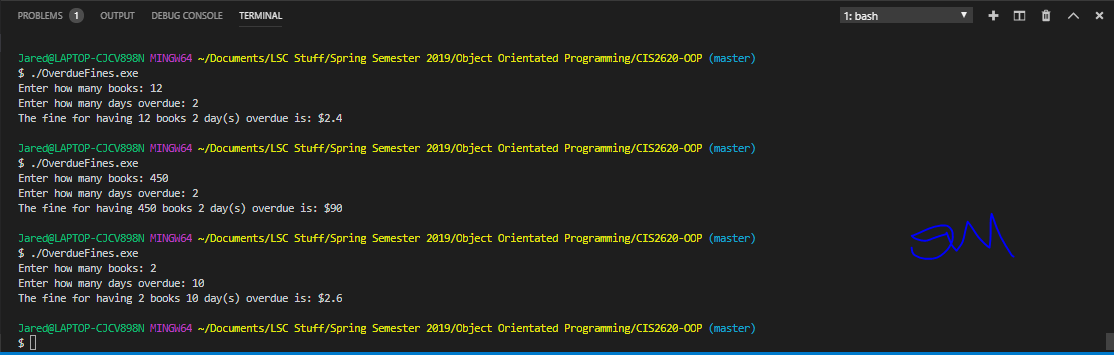 PROBLEMS 1 OUTPUT DEBUG CONSOLE TERMINAL 1: bash
Jared@LAPTOP-CJCV898N MINGW64 ~/Documents/LSC Stuff/Spring Semester 2019/Object Orientated Programming/CIS2620-OOP (master)
$ ./OverdueFines.exe
Enter how many books: 12
Enter how many days overdue: 2
The fine for having 12 books 2 day(s) overdue is: $2.4
Jared@LAPTOP-CJCV898N MINGW64 ~/Documents/LSC Stuff/Spring Semester 2019/Object Orientated Programming/CIS2620-OOP (master)
$ ./OverdueFines.exe
Enter how many books: 450
Enter how many days overdue: 2
The fine for having 450 books 2 day(s) overdue is: $90
Jared@LAPTOP-CJCV898N MINGW64 ~/Documents/LSC Stuff/Spring Semester 2019/Object Orientated Programming/CIS2620-OOP (master)
$ ./OverdueFines.exe
Enter how many books: 2
Enter how many days overdue: 10
The fine for having 2 books 10 day(s) overdue is: $2.6
Jared@LAPTOP-CJCV898N MINGW64 ~/Documents/LSC Stuff/Spring Semester 2019/Object Orientated Programming/CIS2620-OOP (master)
$